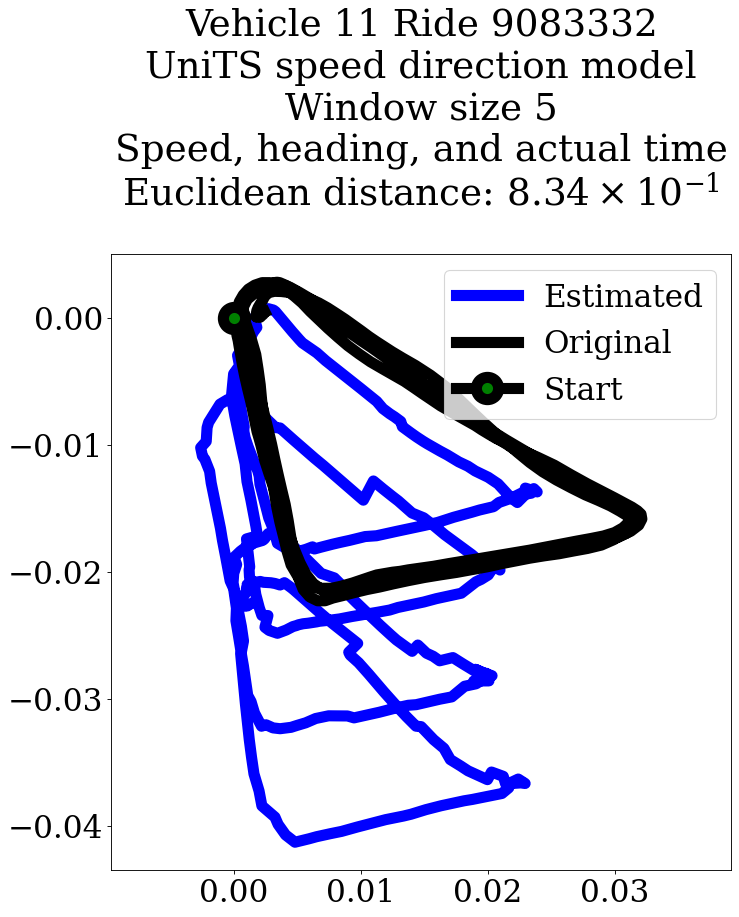 Vehicle 11 Ride 9083332
UniTS speed direction model
Window size 5
Speed, heading, and actual time
Euclidean distance: 8.34 × 10⁻¹
Estimated
Original
Start
0.00
−0.01
−0.02
−0.03
−0.04
0.00 0.01 0.02 0.03